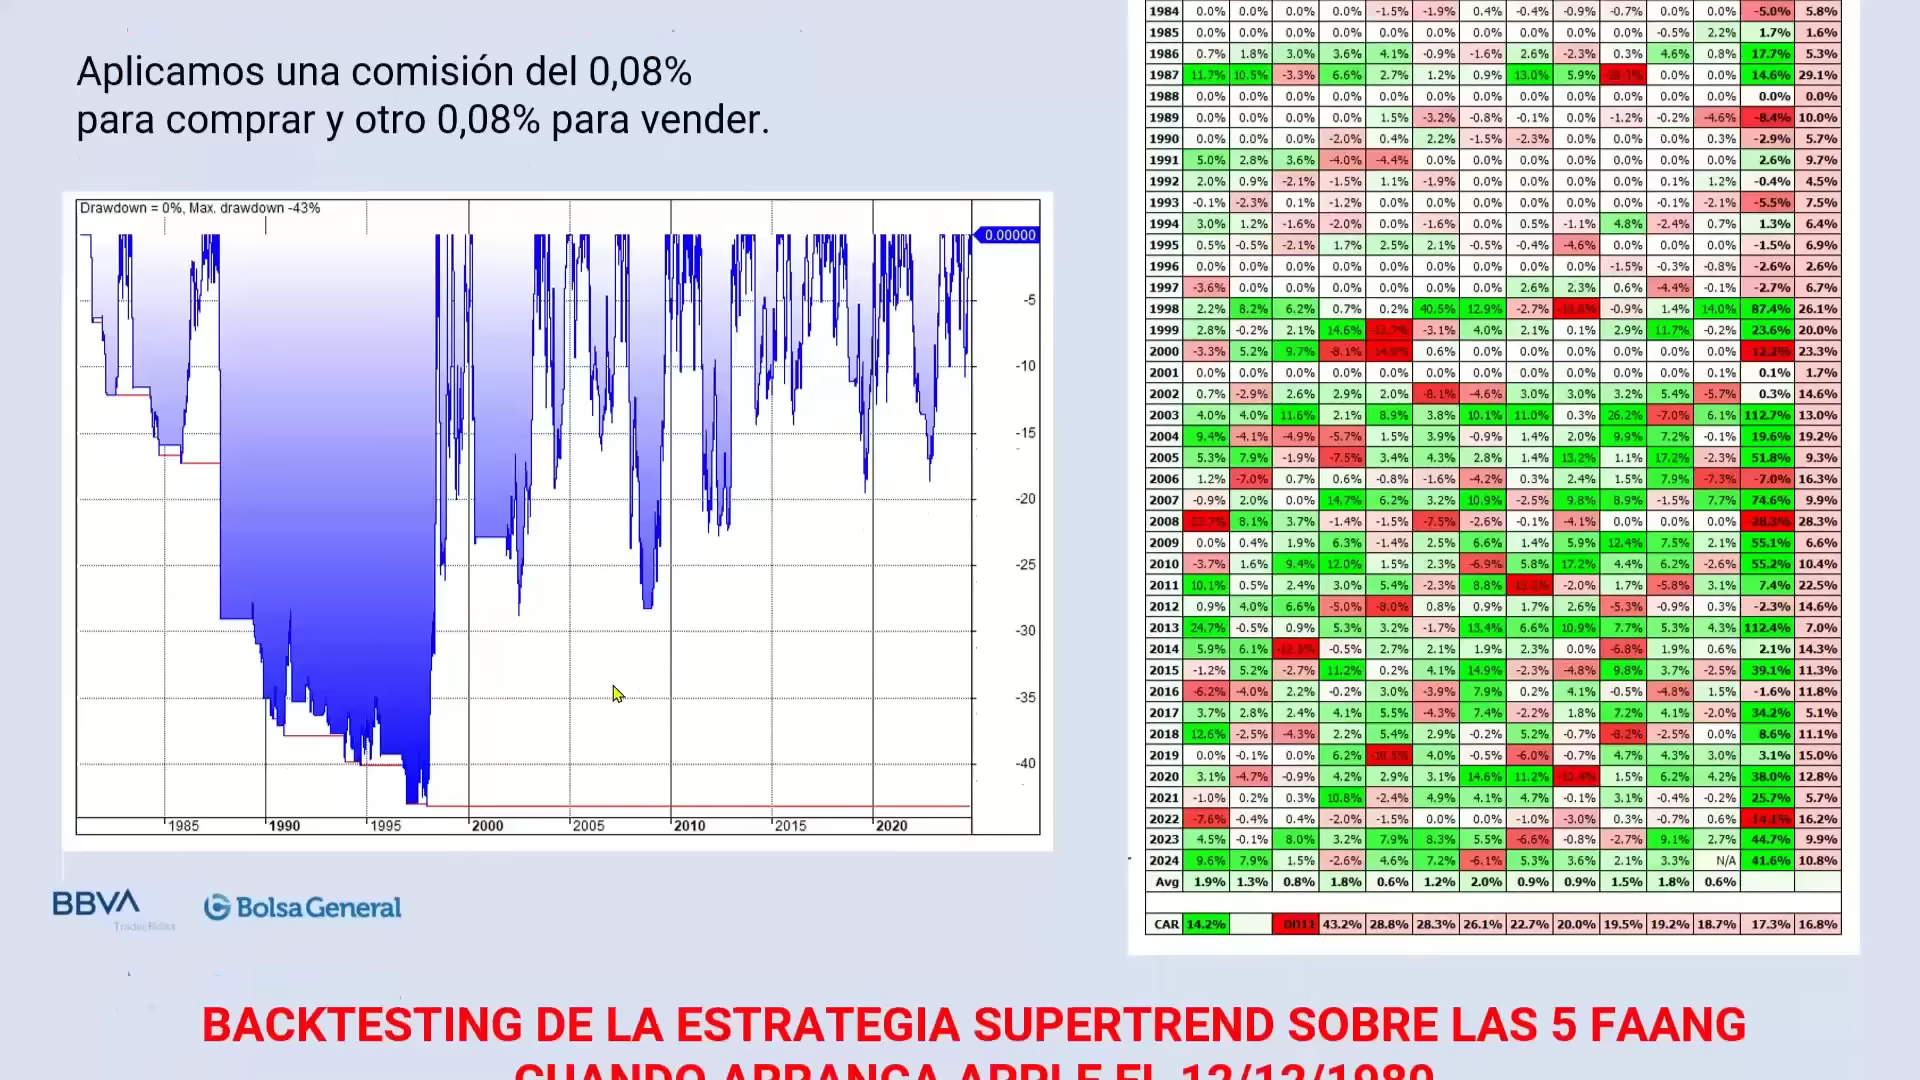 Aplicamos una comisión del 0,08%
para comprar y otro 0,08% para vender.
Drawdown = 0%, Max. drawdown -43%
0.00000
-5
-10
-15
-20
-25
-30
-35
-40
1985 1990 1995 2000 2005 2010 2015 2020
BBVA
Trader Bolsa
BolsaGeneral
1984 0.0% 0.0% 0.0% 0.0% -1.5% -1.9% 0.4% -0.4% -0.9% -0.7% 0.0% 0.0% -5.0% 5.8%
1985 0.0% 0.0% 0.0% 0.0% 0.0% 0.0% 0.0% 0.0% 0.0% 0.0% -0.5% 2.2% 1.7% 1.6%
1986 0.7% 1.8% 3.0% 3.6% 4.1% -0.9% -1.6% 2.6% -2.3% 0.3% 4.6% 0.8% 17.7% 5.3%
1987 11.7% 10.5% -3.3% 6.6% 2.7% 1.2% 0.9% 13.0% 5.9% 0.0% 0.0% 14.6% 29.1%
1988 0.0% 0.0% 0.0% 0.0% 0.0% 0.0% 0.0% 0.0% 0.0% 0.0% 0.0% 0.0% 0.0% 0.0%
1989 0.0% 0.0% 0.0% 0.0% 1.5% -3.2% -0.8% -0.1% 0.0% -1.2% -0.2% -4.6% -8.4% 10.0%
1990 0.0% 0.0% 0.0% -2.0% 0.4% 2.2% -1.5% -2.3% 0.0% 0.0% 0.0% 0.3% -2.9% 5.7%
1991 5.0% 2.8% 3.6% -4.0% -4.4% 0.0% 0.0% 0.0% 0.0% 0.0% 0.0% 0.0% 2.6% 9.7%
1992 2.0% 0.9% -2.1% -1.5% 1.1% -1.9% 0.0% 0.0% 0.0% 0.0% 0.1% 1.2% -0.4% 4.5%
1993 -0.1% -2.3% 0.1% -1.2% 0.0% 0.0% 0.0% 0.0% 0.0% 0.0% -0.1% -2.1% -5.5% 7.5%
1994 3.0% 1.2% -1.6% -2.0% 0.0% -1.6% 0.0% 0.5% -1.1% 4.8% -2.4% 0.7% 1.3% 6.4%
1995 0.5% -0.5% -2.1% 1.7% 2.5% 2.1% -0.5% -0.4% -4.6% 0.0% 0.0% 0.0% -1.5% 6.9%
1996 0.0% 0.0% 0.0% 0.0% 0.0% 0.0% 0.0% 0.0% 0.0% -1.5% -0.3% -0.8% -2.6% 2.6%
1997 -3.6% 0.0% 0.0% 0.0% 0.0% 0.0% 0.0% 2.6% 2.3% 0.6% -4.4% -0.1% -2.7% 6.7%
1998 2.2% 8.2% 6.2% 0.7% 0.2% 40.5% 12.9% -2.7% -0.9% 1.4% 14.0% 87.4% 26.1%
1999 2.8% -0.2% 2.1% 14.6% -3.1% 4.0% 2.1% 0.1% 2.9% 11.7% -0.2% 23.6% 20.0%
2000 -3.3% 5.2% 9.7% -8.1% 0.6% 0.0% 0.0% 0.0% 0.0% 0.0% 0.0% 23.3%
2001 0.0% 0.0% 0.0% 0.0% 0.0% 0.0% 0.0% 0.0% 0.0% 0.0% 0.0% 0.1% 0.1% 1.7%
2002 0.7% -2.9% 2.6% 2.9% 2.0% -8.1% -4.6% 3.0% 3.0% 3.2% 5.4% -5.7% 0.3% 14.6%
2003 4.0% 4.0% 11.6% 2.1% 8.9% 3.8% 10.1% 11.0% 0.3% 26.2% -7.0% 6.1% 112.7% 13.0%
2004 9.4% -4.1% -4.9% -5.7% 1.5% 3.9% -0.9% 1.4% 2.0% 9.9% 7.2% -0.1% 19.6% 19.2%
2005 5.3% 7.9% -1.9% -7.5% 3.4% 4.3% 2.8% 1.4% 13.2% 1.1% 17.2% -2.3% 51.8% 9.3%
2006 1.2% -7.0% 0.7% 0.6% -0.8% -1.6% -4.2% 0.3% 2.4% 1.5% 7.9% -7.3% -7.0% 16.3%
2007 -0.9% 2.0% 0.0% 14.7% 6.2% 3.2% 10.9% -2.5% 9.8% 8.9% -1.5% 7.7% 74.6% 9.9%
2008 8.1% 3.7% -1.4% -1.5% -7.5% -2.6% -0.1% -4.1% 0.0% 0.0% 0.0% 28.3%
2009 0.0% 0.4% 1.9% 6.3% -1.4% 2.5% 6.6% 1.4% 5.9% 12.4% 7.5% 2.1% 55.1% 6.6%
2010 -3.7% 1.6% 9.4% 12.0% 1.5% 2.3% -6.9% 5.8% 17.2% 4.4% 6.2% -2.6% 55.2% 10.4%
2011 10.1% 0.5% 2.4% 3.0% 5.4% -2.3% 8.8% -2.0% 1.7% -5.8% 3.1% 7.4% 22.5%
2012 0.9% 4.0% 6.6% -5.0% -8.0% 0.8% 0.9% 1.7% 2.6% -5.3% -0.9% 0.3% -2.3% 14.6%
2013 24.7% -0.5% 0.9% 5.3% 3.2% -1.7% 13.4% 6.6% 10.9% 7.7% 5.3% 4.3% 112.4% 7.0%
2014 5.9% 6.1% -0.5% 2.7% 2.1% 1.9% 2.3% 0.0% -6.8% 1.9% 0.6% 2.1% 14.3%
2015 -1.2% 5.2% -2.7% 11.2% 0.2% 4.1% 14.9% -2.3% -4.8% 9.8% 3.7% -2.5% 39.1% 11.3%
2016 -6.2% -4.0% 2.2% -0.2% 3.0% -3.9% 7.9% 0.2% 4.1% -0.5% -4.8% 1.5% -1.6% 11.8%
2017 3.7% 2.8% 2.4% 4.1% 5.5% -4.3% 7.4% -2.2% 1.8% 7.2% 4.1% -2.0% 34.2% 5.1%
2018 12.6% -2.5% -4.3% 2.2% 5.4% 2.9% -0.2% 5.2% -0.7% -8.2% -2.5% 0.0% 8.6% 11.1%
2019 0.0% -0.1% 0.0% 6.2% 4.0% -0.5% -6.0% -0.7% 4.7% 4.3% 3.0% 3.1% 15.0%
2020 3.1% -4.7% -0.9% 4.2% 2.9% 3.1% 14.6% 11.2% 1.5% 6.2% 4.2% 38.0% 12.8%
2021 -1.0% 0.2% 0.3% 10.8% -2.4% 4.9% 4.1% 4.7% -0.1% 3.1% -0.4% -0.2% 25.7% 5.7%
2022 -7.6% -0.4% 0.4% -2.0% -1.5% 0.0% 0.0% -1.0% -3.0% 0.3% -0.7% 0.6% 16.2%
2023 4.5% -0.1% 8.0% 3.2% 7.9% 8.3% 5.5% -6.6% -0.8% -2.7% 9.1% 2.7% 44.7% 9.9%
2024 9.6% 7.9% 1.5% -2.6% 4.6% 7.2% -6.1% 5.3% 3.6% 2.1% 3.3% N/A 41.6% 10.8%
Avg 1.9% 1.3% 0.8% 1.8% 0.6% 1.2% 2.0% 0.9% 0.9% 1.5% 1.8% 0.6%
CAR 14.2% DD11 43.2% 28.8% 28.3% 26.1% 22.7% 20.0% 19.5% 19.2% 18.7% 17.3% 16.8%
BACKTESTING DE LA ESTRATEGIA SUPERTREND SOBRE LAS 5 FAANG
CUANDO ARRANCA APPLE EL 12/12/1980